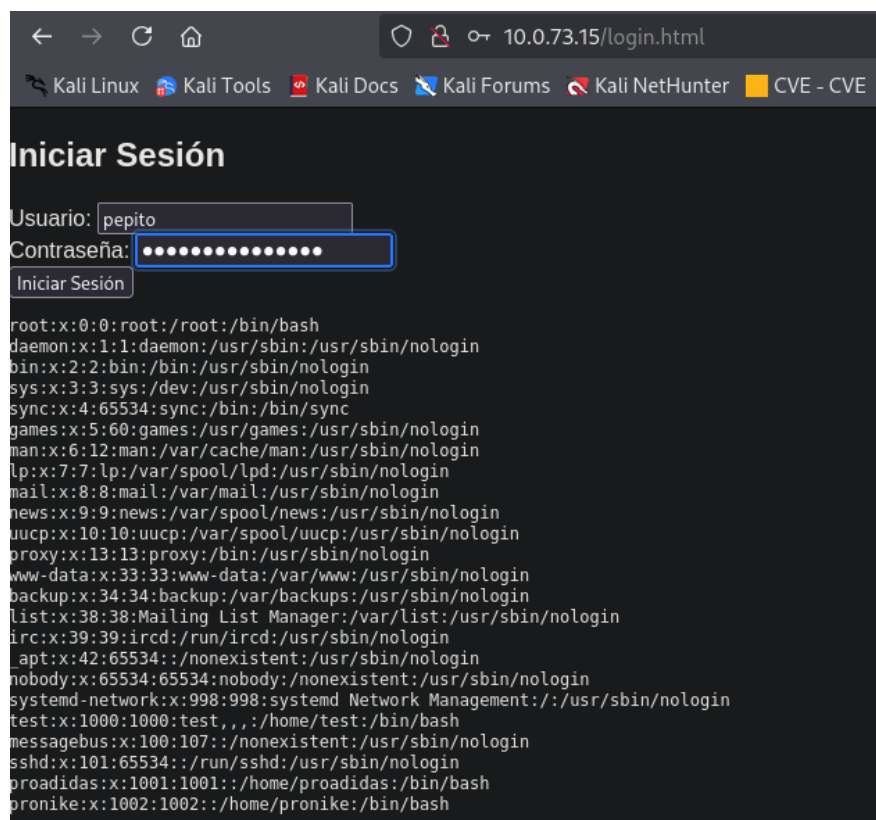 10.0.73.15/login.html
Kali Linux Kali Tools Kali Docs Kali Forums Kali NetHunter CVE - CVE
Iniciar Sesión
Usuario: pepito
Contraseña: ●●●●●●●●●●●●●●●
Iniciar Sesión
root:x:0:0:root:/root:/bin/bash
daemon:x:1:1:daemon:/usr/sbin:/usr/sbin/nologin
bin:x:2:2:bin:/bin:/usr/sbin/nologin
sys:x:3:3:sys:/dev:/usr/sbin/nologin
sync:x:4:65534:sync:/bin:/bin/sync
games:x:5:60:games:/usr/games:/usr/sbin/nologin
man:x:6:12:man:/var/cache/man:/usr/sbin/nologin
lp:x:7:7:lp:/var/spool/lpd:/usr/sbin/nologin
mail:x:8:8:mail:/var/mail:/usr/sbin/nologin
news:x:9:9:news:/var/spool/news:/usr/sbin/nologin
uucp:x:10:10:uucp:/var/spool/uucp:/usr/sbin/nologin
proxy:x:13:13:proxy:/bin:/usr/sbin/nologin
www-data:x:33:33:www-data:/var/www:/usr/sbin/nologin
backup:x:34:34:backup:/var/backups:/usr/sbin/nologin
list:x:38:38:Mailing List Manager:/var/list:/usr/sbin/nologin
irc:x:39:39:ircd:/run/ircd:/usr/sbin/nologin
_apt:x:42:65534::/nonexistent:/usr/sbin/nologin
nobody:x:65534:65534:nobody:/nonexistent:/usr/sbin/nologin
systemd-network:x:998:998:systemd Network Management:/:/usr/sbin/nologin
test:x:1000:1000:test,,,:/home/test:/bin/bash
messagebus:x:100:107::/nonexistent:/usr/sbin/nologin
sshd:x:101:65534::/run/sshd:/usr/sbin/nologin
proadidas:x:1001:1001::/home/proadidas:/bin/bash
pronike:x:1002:1002::/home/pronike:/bin/bash